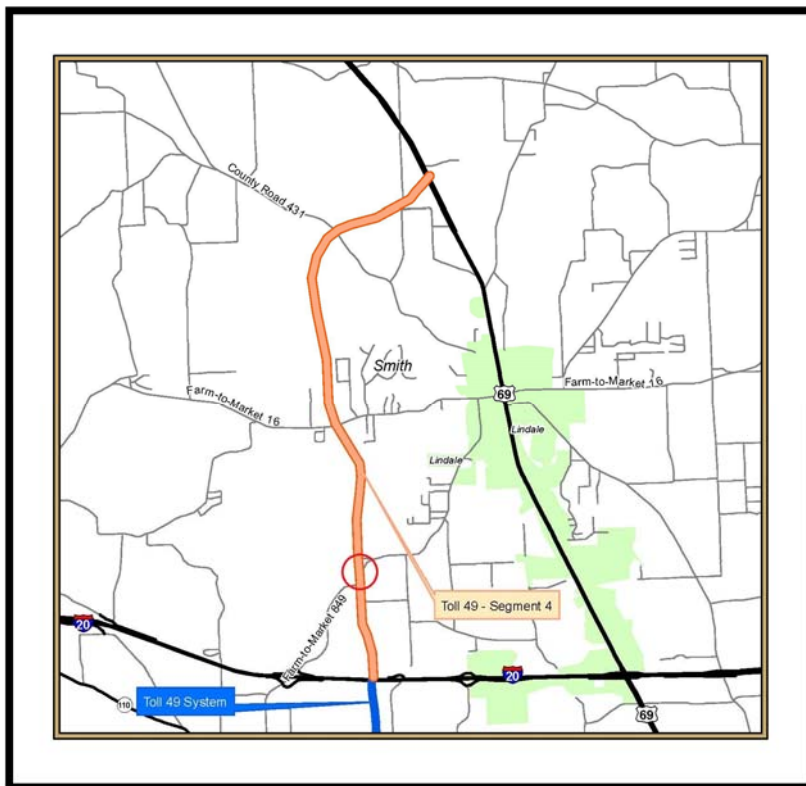 County Road 431
Smith
Farm-to-Market 16
Farm-to-Market 16
69
Lindale
Lindale
Toll 49 - Segment 4
Farm-to-Market 849
20
20
110
Toll 49 System
69